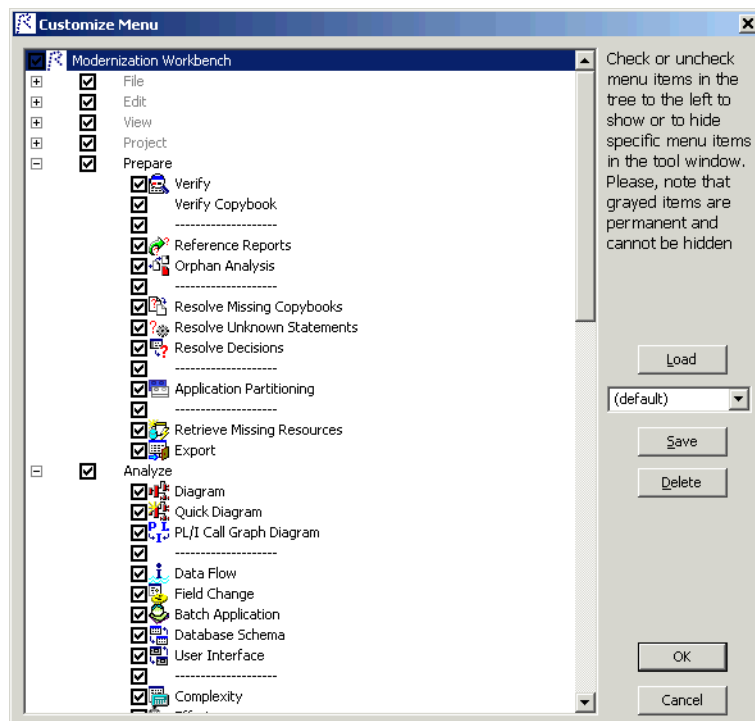 Customize Menu
Modernization Workbench
File
Edit
View
Project
Prepare
Verify
Verify Copybook
--------------------
Reference Reports
Orphan Analysis
--------------------
Resolve Missing Copybooks
Resolve Unknown Statements
Resolve Decisions
--------------------
Application Partitioning
--------------------
Retrieve Missing Resources
Export
Analyze
Diagram
Quick Diagram
PL/I Call Graph Diagram
--------------------
Data Flow
Field Change
Batch Application
Database Schema
User Interface
--------------------
Complexity
Check or uncheck
menu items in the
tree to the left to
show or to hide
specific menu items
in the tool window.
Please, note that
grayed items are
permanent and
cannot be hidden
Load
(default)
Save
Delete
OK
Cancel